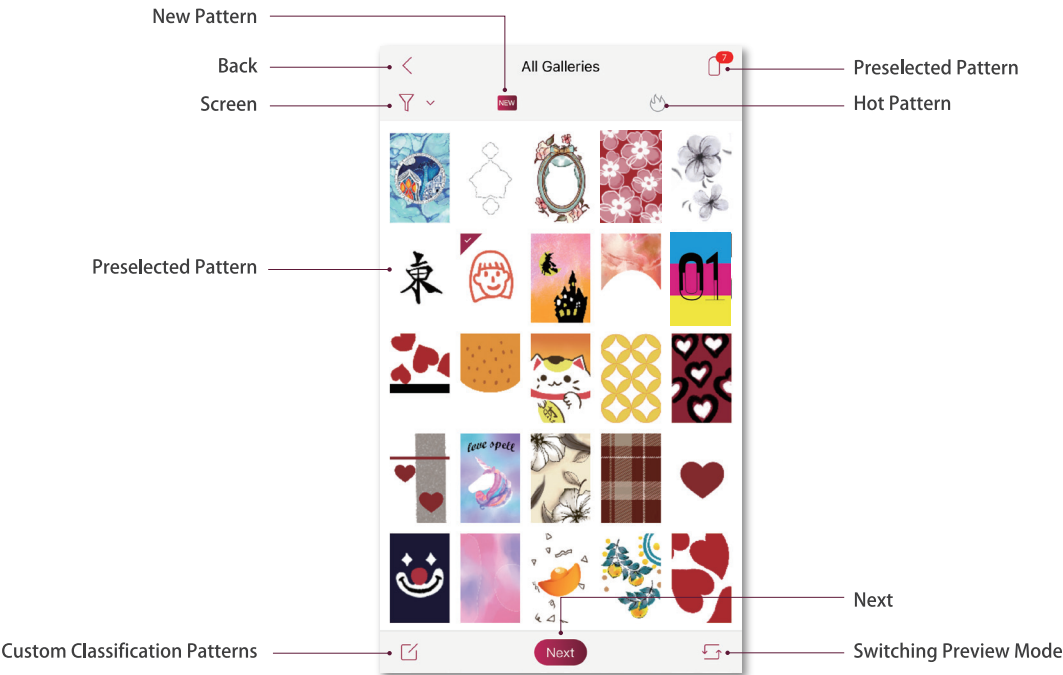 New Pattern
Back
All Galleries
7
Preselected Pattern
Screen
NEW
Hot Pattern
Preselected Pattern
東
01
love spell
Next
Custom Classification Patterns
Next
Switching Preview Mode